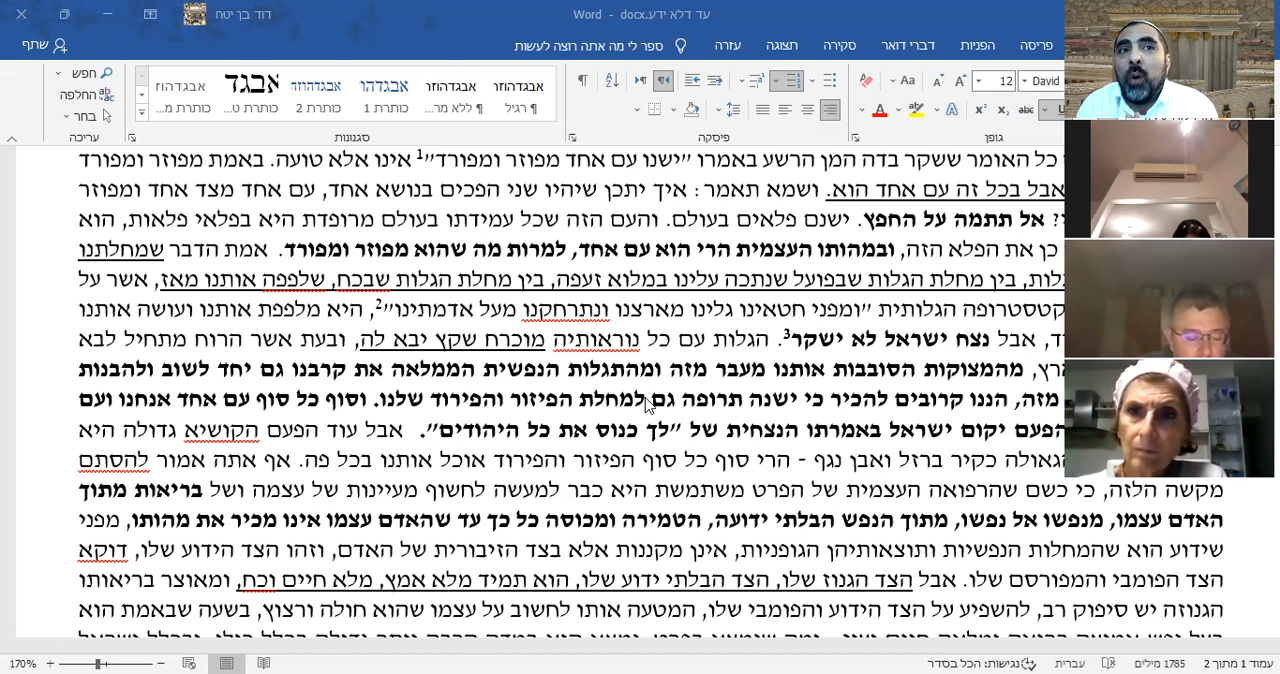 דוד בן יטח
עד דלא ידע.docx - Word
פריסה הפניות דברי דואר סקירה תצוגה עזרה ספר לי מה אתה רוצה לעשות שתף
David 12 Aa
אבגדהוזו אבגדהוזו אבגדהו אבגדהוזח אבגד אבגדהוזו
¶ רגיל ¶ ללא מר... כותרת 1 כותרת 2 כותרת ט... כותרת מ...
חפש
החלפה
בחר
גופן פיסקה סגנונות עריכה
כל האומר ששקר בדה המן הרשע באמרו "ישנו עם אחד מפוזר ומפורד"1 אינו אלא טועה. באמת מפוזר ומפורד
אבל בכל זה עם אחד הוא. ושמא תאמר: איך יתכן שיהיו שני הפכים בנושא אחד, עם אחד מצד אחד ומפוזר
אל תתמה על החפץ. ישנם פלאים בעולם. והעם הזה שכל עמידתו בעולם מרופדת היא בפלאי פלאות, הוא
כן את הפלא הזה, ובמהותו העצמית הרי הוא עם אחד, למרות מה שהוא מפוזר ומפורד. אמת הדבר שמחלתנו
בין מחלת הגלות שבפועל שנתכה עלינו במלוא זעפה, בין מחלת הגלות שבכח, שלפפה אותנו מאז, אשר על
קטסטרופה הגלותית "ומפני חטאינו גלינו מארצנו ונתרחקנו מעל אדמתינו"2, היא מלפפת אותנו ועושה אותנו
אבל נצח ישראל לא ישקר3. הגלות עם כל נוראותיה מוכרח שקץ יבא לה, ובעת אשר הרוח מתחיל לבא
מהמצוקות הסובבות אותנו מעבר מזה ומהתגלות הנפשית הממלאה את קרבנו גם יחד לשוב ולהבנות
מזה, הננו קרובים להכיר כי ישנה תרופה גם למחלת הפיזור והפירוד שלנו. וסוף כל סוף עם אחד אנחנו ועם
הפעם יקום ישראל באמרתו הנצחית של "לך כנוס את כל היהודים". אבל עוד הפעם הקושיא גדולה היא
הגאולה כקיר ברזל ואבן נגף - הרי סוף כל סוף הפיזור והפירוד אוכל אותנו בכל פה. אף אתה אמור להסתם
מקשה הלזה, כי כשם שהרפואה העצמית של הפרט משתמשת היא כבר למעשה לחשוף מעיינות של עצמה ושל בריאות מתוך
האדם עצמו, מנפשו אל נפשו, מתוך הנפש הבלתי ידועה, הטמירה ומכוסה כל כך עד שהאדם עצמו אינו מכיר את מהותו, מפני
שידוע הוא שהמחלות הנפשיות ותוצאותיהן הגופניות, אינן מקננות אלא בצד הזיבורית של האדם, וזהו הצד הידוע שלו, דוקא
הצד הפומבי והמפורסם שלו. אבל הצד הגנוז שלו, הצד הבלתי ידוע שלו, הוא תמיד מלא אמץ, מלא חיים וכח, ומאוצר בריאותו
הגנוזה יש סיפוק רב, להשפיע על הצד הידוע והפומבי שלו, המטעה אותו לחשוב על עצמו שהוא חולה ורצוץ, בשעה שבאמת הוא
עמוד 1 מתוך 2 1785 מילים עברית נגישות: הכל בסדר 170%